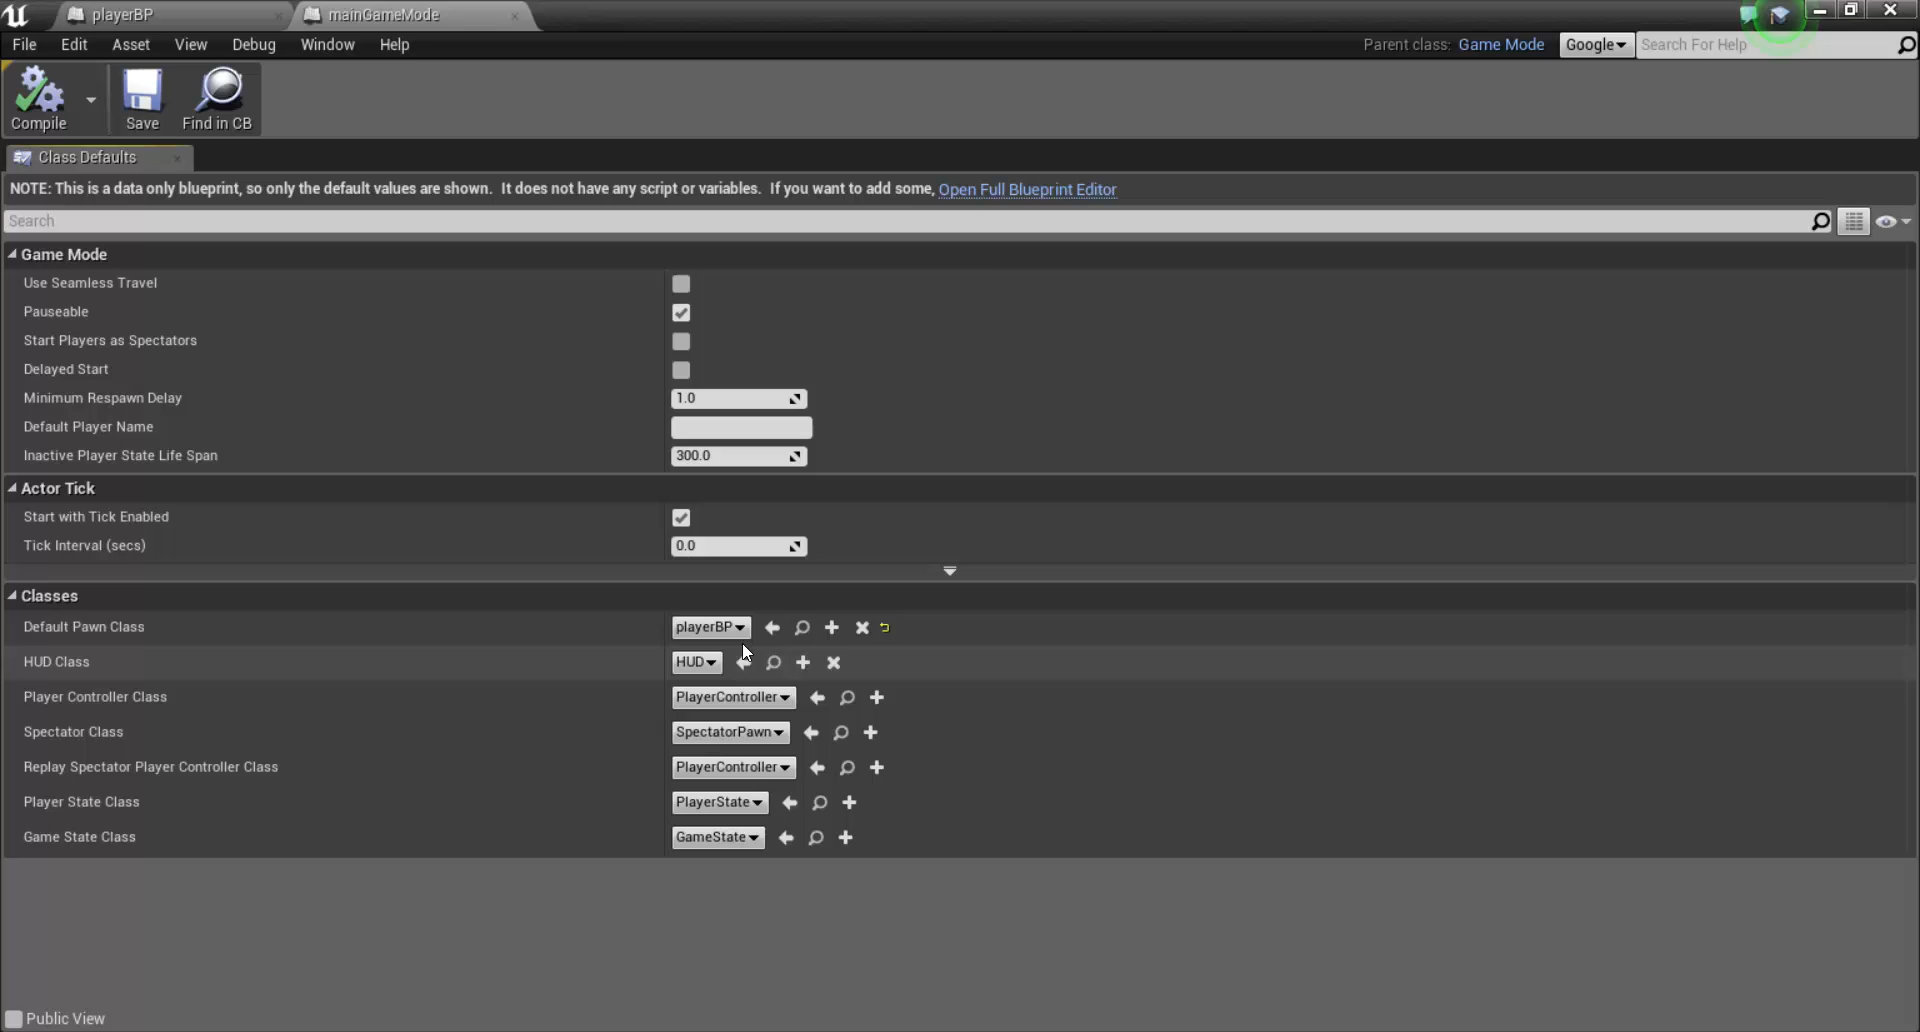 playerBP
mainGameMode
File Edit Asset View Debug Window Help
Parent class: Game Mode Google Search For Help
Compile Save Find in CB
Class Defaults
NOTE: This is a data only blueprint, so only the default values are shown. It does not have any script or variables. If you want to add some, Open Full Blueprint Editor
Search
Game Mode
Use Seamless Travel
Pauseable
Start Players as Spectators
Delayed Start
Minimum Respawn Delay 1.0
Default Player Name
Inactive Player State Life Span 300.0
Actor Tick
Start with Tick Enabled
Tick Interval (secs) 0.0
Classes
Default Pawn Class playerBP
HUD Class HUD
Player Controller Class PlayerController
Spectator Class SpectatorPawn
Replay Spectator Player Controller Class PlayerController
Player State Class PlayerState
Game State Class GameState
Public View